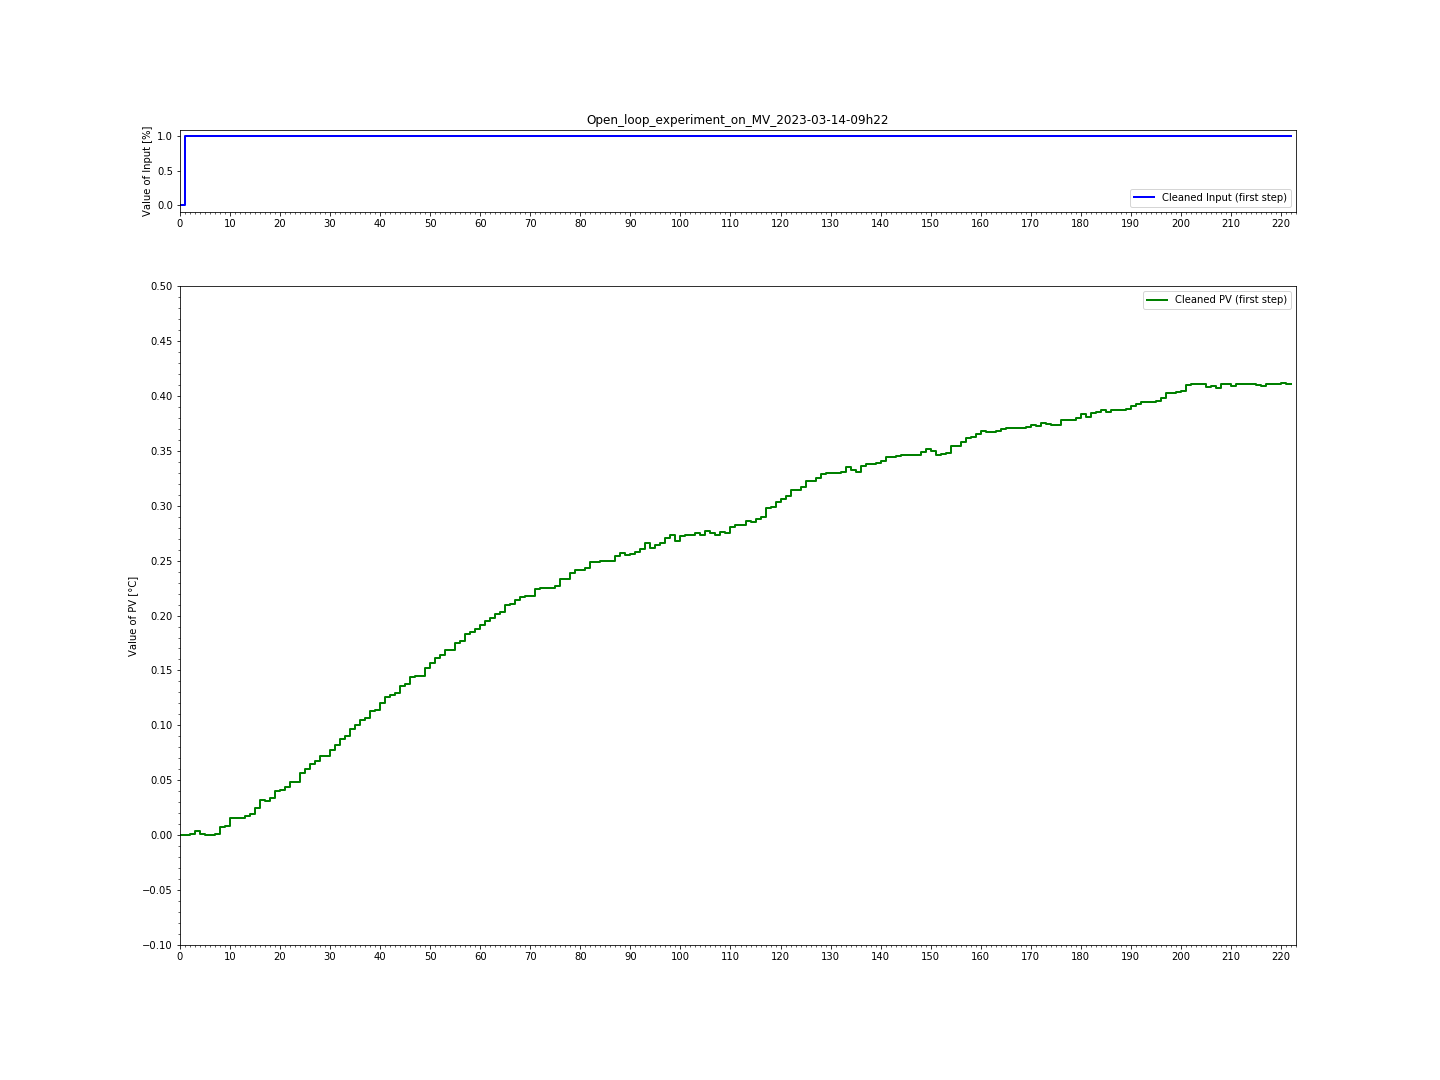 Open_loop_experiment_on_MV_2023-03-14-09h22
Value of Input [%]
1.0
0.5
0.0
Cleaned Input (first step)
0 10 20 30 40 50 60 70 80 90 100 110 120 130 140 150 160 170 180 190 200 210 220
Value of PV [°C]
0.50
0.45
0.40
0.35
0.30
0.25
0.20
0.15
0.10
0.05
0.00
−0.05
−0.10
Cleaned PV (first step)
0 10 20 30 40 50 60 70 80 90 100 110 120 130 140 150 160 170 180 190 200 210 220